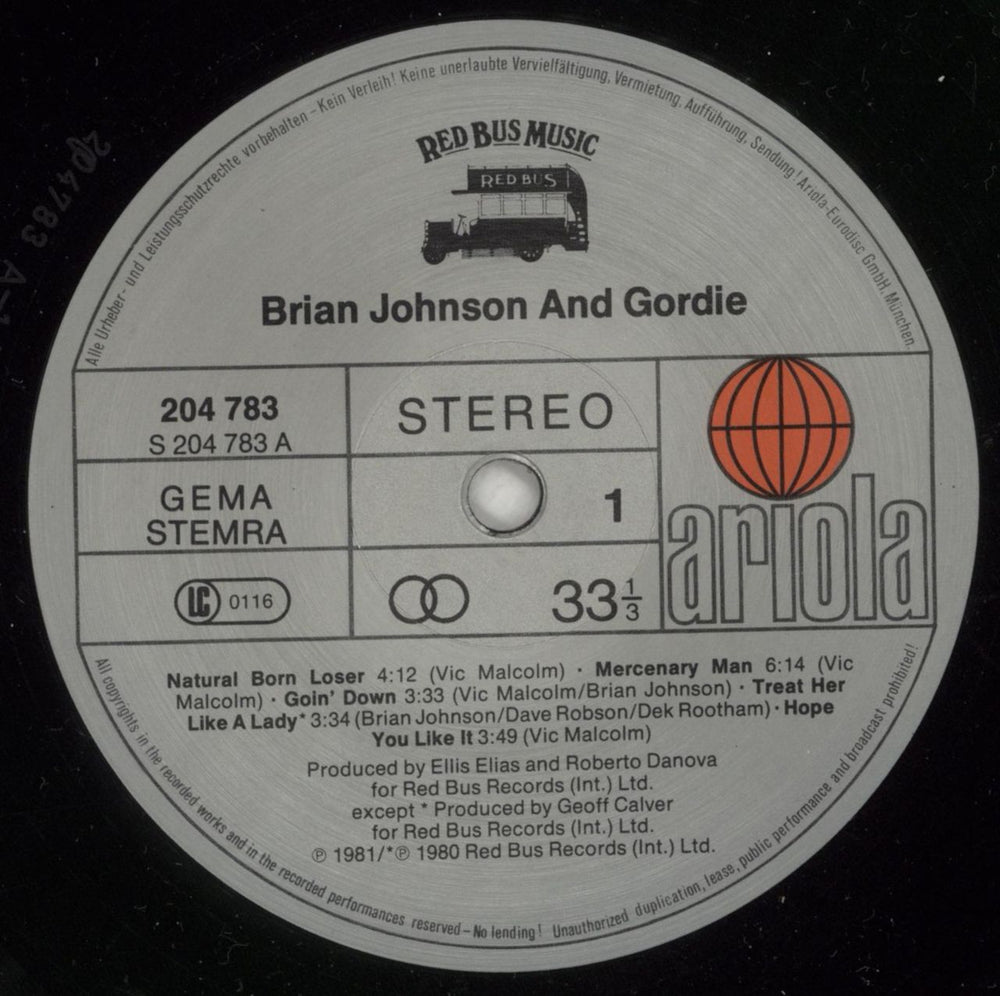 Alle Urheber- und Leistungsschutzrechte vorbehalten – Kein Verleih! Keine unerlaubte Vervielfältigung, Vermietung, Aufführung, Sendung! Ariola-Eurodisc GmbH, München.
RED BUS MUSIC
RED BUS
Brian Johnson And Gordie
204 783
S 204 783 A
STEREO
GEMA
STEMRA
1
LC 0116
33 1/3
ariola
Natural Born Loser 4:12 (Vic Malcolm) · Mercenary Man 6:14 (Vic
Malcolm) · Goin' Down 3:33 (Vic Malcolm/Brian Johnson) · Treat Her
Like A Lady* 3:34 (Brian Johnson/Dave Robson/Dek Rootham) · Hope
You Like It 3:49 (Vic Malcolm)
Produced by Ellis Elias and Roberto Danova
for Red Bus Records (Int.) Ltd.
except * Produced by Geoff Calver
for Red Bus Records (Int.) Ltd.
℗ 1981/*℗ 1980 Red Bus Records (Int.) Ltd.
All copyrights in the recorded works and in the recorded performances reserved – No lending! Unauthorized duplication, lease, public performance and broadcast prohibited!
204783 A-1